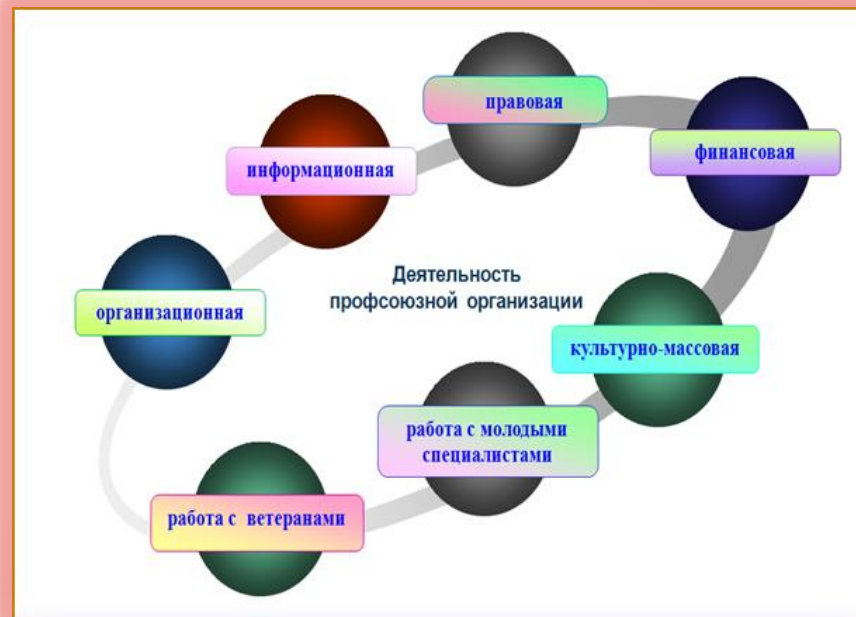 правовая
финансовая
информационная
Деятельность
профсоюзной организации
организационная
культурно-массовая
работа с молодыми
специалистами
работа с ветеранами